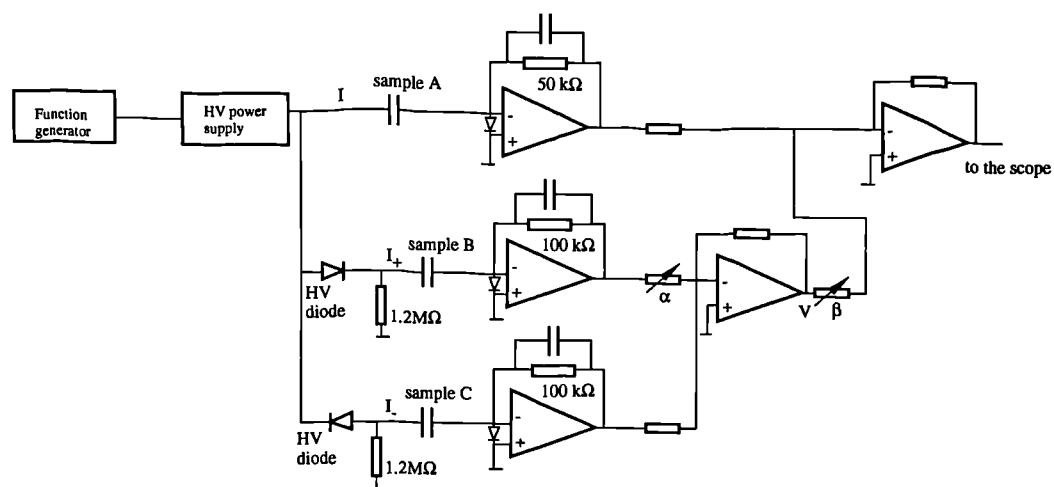 Function
generator
HV power
supply
I
sample A
50 kΩ
-
+
-
+
to the scope
HV
diode
I+
1.2MΩ
sample B
100 kΩ
-
+
α
-
+
V
β
HV
diode
I-
1.2MΩ
sample C
100 kΩ
-
+